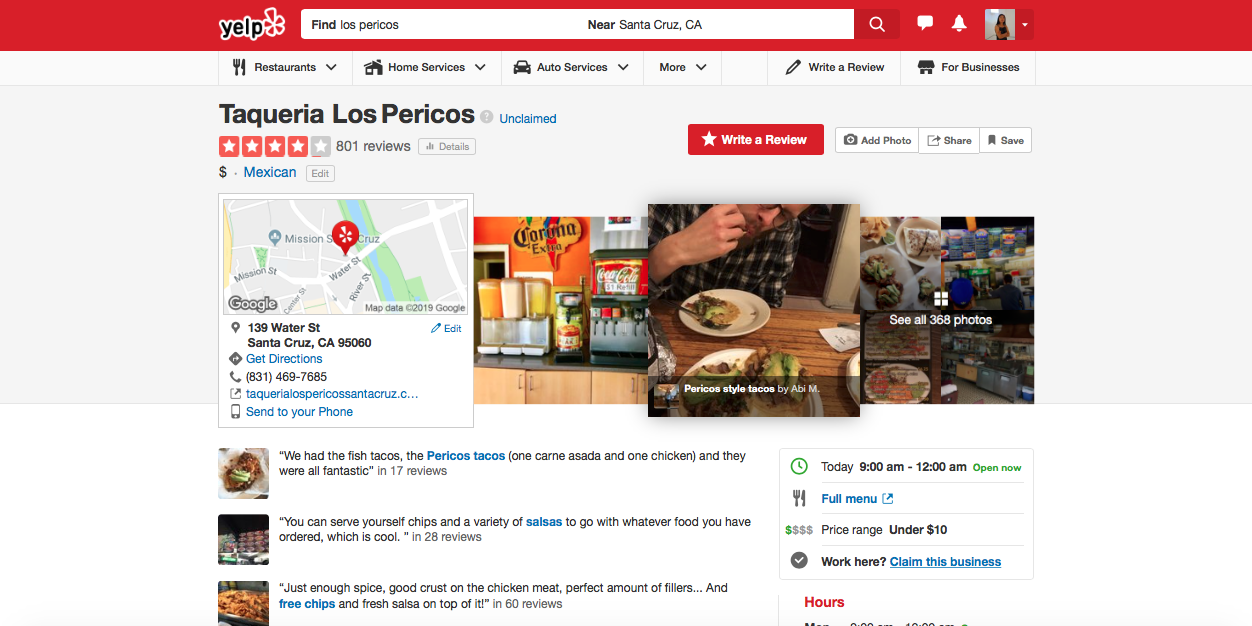 yelp
Find los pericos Near Santa Cruz, CA
Restaurants Home Services Auto Services More Write a Review For Businesses
Taqueria Los Pericos ? Unclaimed
801 reviews Details
Write a Review Add Photo Share Save
$ · Mexican Edit
Mission S Cruz
Mission St
Water St
River St
Center St
Google Map data ©2019 Google
139 Water St Edit
Santa Cruz, CA 95060
Get Directions
(831) 469-7685
taquerialospericossantacruz.c...
Send to your Phone
Corona
Extra
Coca-Cola
$1 Refill
Pericos style tacos by Abi M.
See all 368 photos
“We had the fish tacos, the Pericos tacos (one carne asada and one chicken) and they
were all fantastic” in 17 reviews
“You can serve yourself chips and a variety of salsas to go with whatever food you have
ordered, which is cool. ” in 28 reviews
“Just enough spice, good crust on the chicken meat, perfect amount of fillers... And
free chips and fresh salsa on top of it!” in 60 reviews
Today 9:00 am - 12:00 am Open now
Full menu
$$$$ Price range Under $10
Work here? Claim this business
Hours